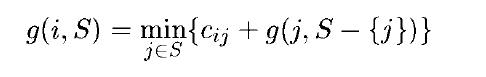 g(i, S) = min_{j∈S}{c_{ij} + g(j, S − {j})}